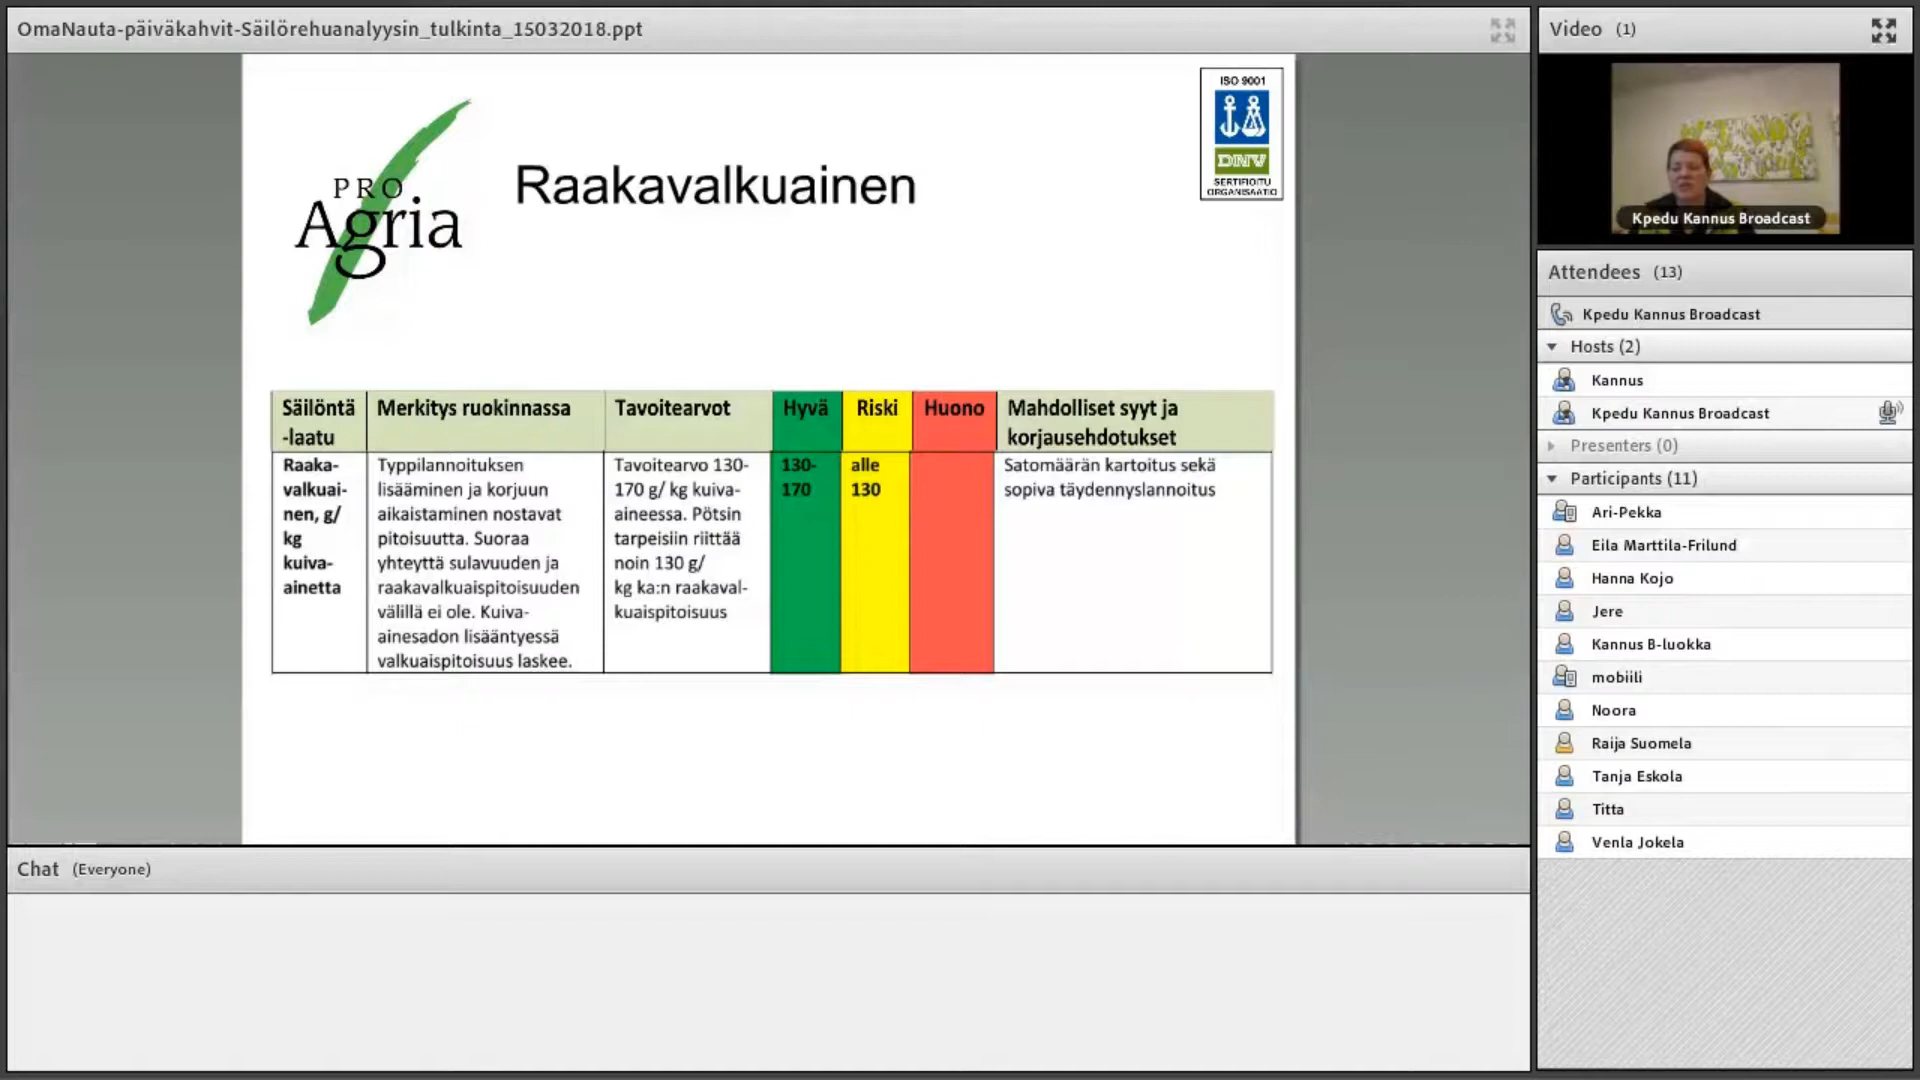 OmaNauta-päiväkahvit-Säilörehuanalyysin_tulkinta_15032018.ppt
PRO
Agria
Raakavalkuainen
ISO 9001
DNV
SERTIFIOITU
ORGANISAATIO
Säilöntä
-laatu
Merkitys ruokinnassa
Tavoitearvot
Hyvä
Riski
Huono
Mahdolliset syyt ja
korjausehdotukset
Raaka-
valkuai-
nen, g/
kg
kuiva-
ainetta
Typpilannoituksen
lisääminen ja korjuun
aikaistaminen nostavat
pitoisuutta. Suoraa
yhteyttä sulavuuden ja
raakavalkuaispitoisuuden
välillä ei ole. Kuiva-
ainesadon lisääntyessä
valkuaispitoisuus laskee.
Tavoitearvo 130-
170 g/ kg kuiva-
aineessa. Pötsin
tarpeisiin riittää
noin 130 g/
kg ka:n raakaval-
kuaispitoisuus
130-
170
alle
130
Satomäärän kartoitus sekä
sopiva täydennyslannoitus
Chat (Everyone)
Video (1)
Kpedu Kannus Broadcast
Attendees (13)
Kpedu Kannus Broadcast
Hosts (2)
Kannus
Kpedu Kannus Broadcast
Presenters (0)
Participants (11)
Ari-Pekka
Eila Marttila-Frilund
Hanna Kojo
Jere
Kannus B-luokka
mobiili
Noora
Raija Suomela
Tanja Eskola
Titta
Venla Jokela